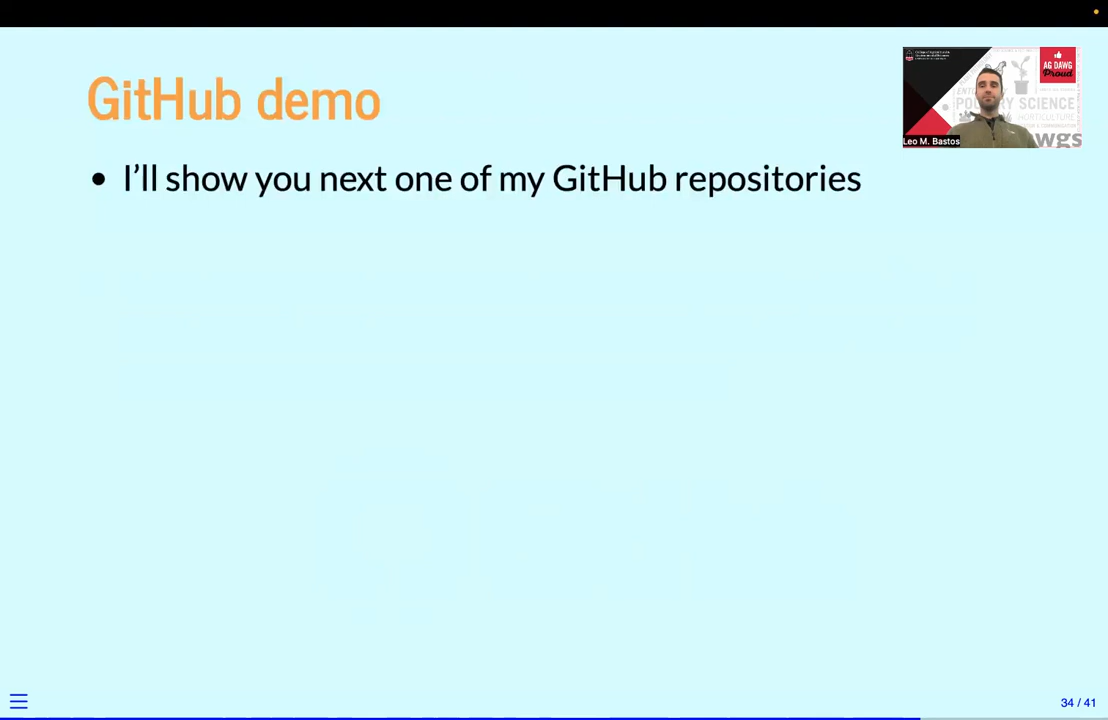 GitHub demo
• I’ll show you next one of my GitHub repositories
AG DAWG
Proud
POULTRY SCIENCE
HORTICULTURE
wgs
Leo M. Bastos
34 / 41